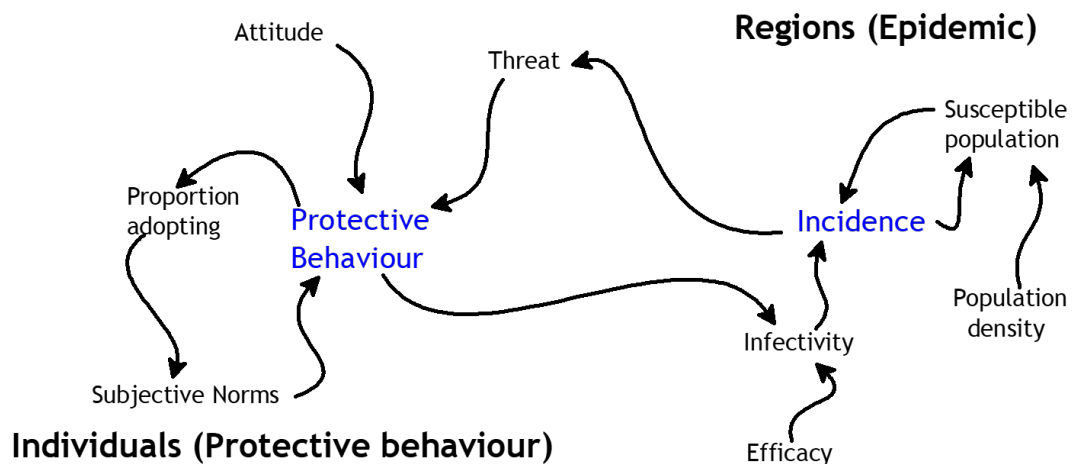 Regions (Epidemic)
Attitude
Threat
Susceptible
population
Proportion
adopting
Protective
Behaviour
Incidence
Population
density
Infectivity
Subjective Norms
Individuals (Protective behaviour)
Efficacy